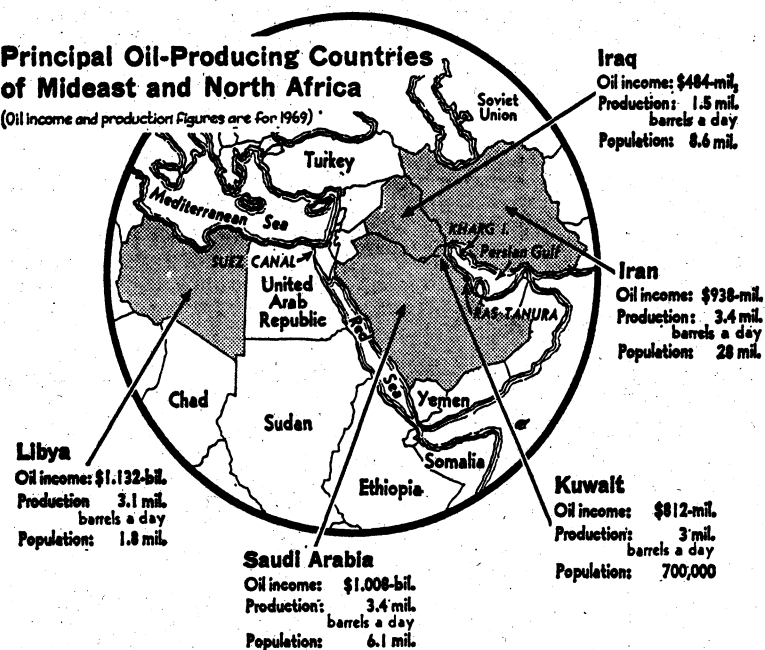 Principal Oil-Producing Countries
of Mideast and North Africa
(Oil income and production figures are for 1969)
Iraq
Oil income: $484-mil.
Production: 1.5 mil.
barrels a day
Population: 8.6 mil.
Soviet
Union
Turkey
Mediterranean Sea
KHARG I.
Persian Gulf
SUEZ CANAL
United
Arab
Republic
RAS TANURA
Red
Sea
Iran
Oil income: $938-mil.
Production: 3.4 mil.
barrels a day
Population: 28 mil.
Chad
Sudan
Yemen
Somalia
Ethiopia
Libya
Oil income: $1.132-bil.
Production 3.1 mil.
barrels a day
Population: 1.8 mil.
Kuwait
Oil income: $812-mil.
Production: 3 mil.
barrels a day
Population: 700,000
Saudi Arabia
Oil income: $1.008-bil.
Production: 3.4 mil.
barrels a day
Population: 6.1 mil.